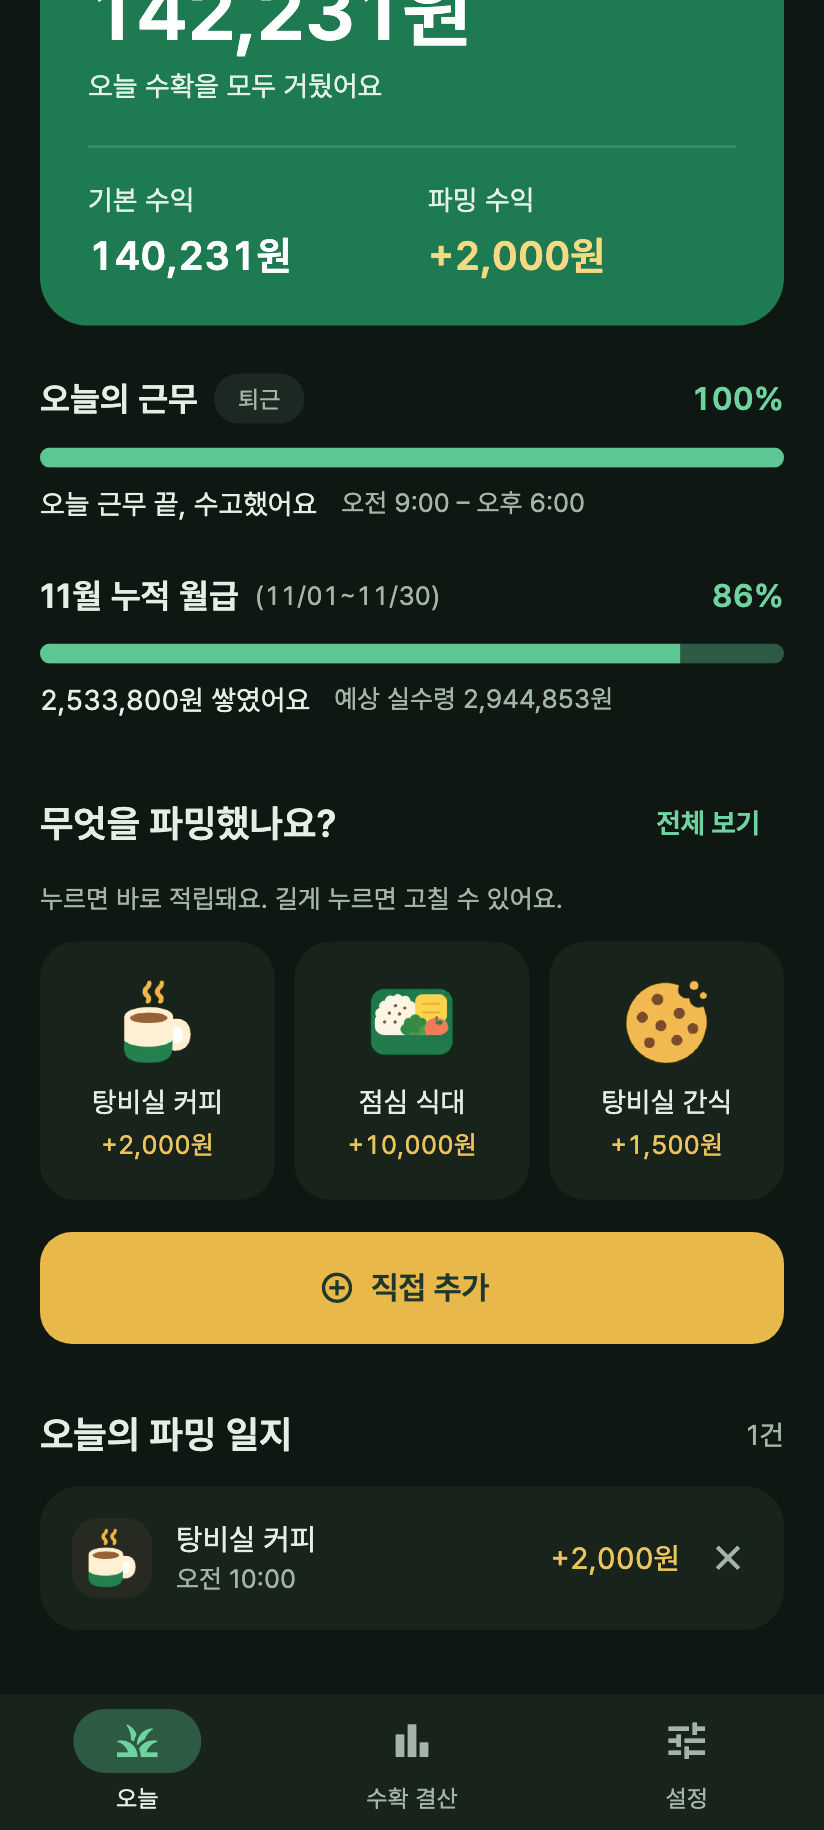 142,231원
오늘 수확을 모두 거뒀어요
기본 수익
파밍 수익
140,231원
+2,000원
오늘의 근무
퇴근
100%
오늘 근무 끝, 수고했어요
오전 9:00 – 오후 6:00
11월 누적 월급
(11/01~11/30)
86%
2,533,800원 쌓였어요
예상 실수령 2,944,853원
무엇을 파밍했나요?
전체 보기
누르면 바로 적립돼요. 길게 누르면 고칠 수 있어요.
탕비실 커피
+2,000원
점심 식대
+10,000원
탕비실 간식
+1,500원
직접 추가
오늘의 파밍 일지
1건
탕비실 커피
오전 10:00
+2,000원
오늘
수확 결산
설정